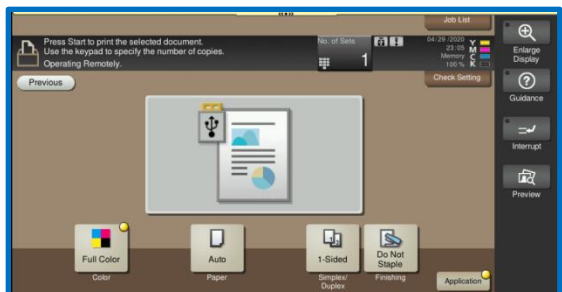 Job List
Press Start to print the selected document.
Use the keypad to specify the number of copies.
Operating Remotely.
No. of Sets
1
04/29/2020
23:05
Memory
100 %
Y
M
C
K
Check Setting
Previous
Enlarge
Display
Guidance
Interrupt
Preview
Full Color
Color
Auto
Paper
1-Sided
Simplex/
Duplex
Do Not
Staple
Finishing
Application